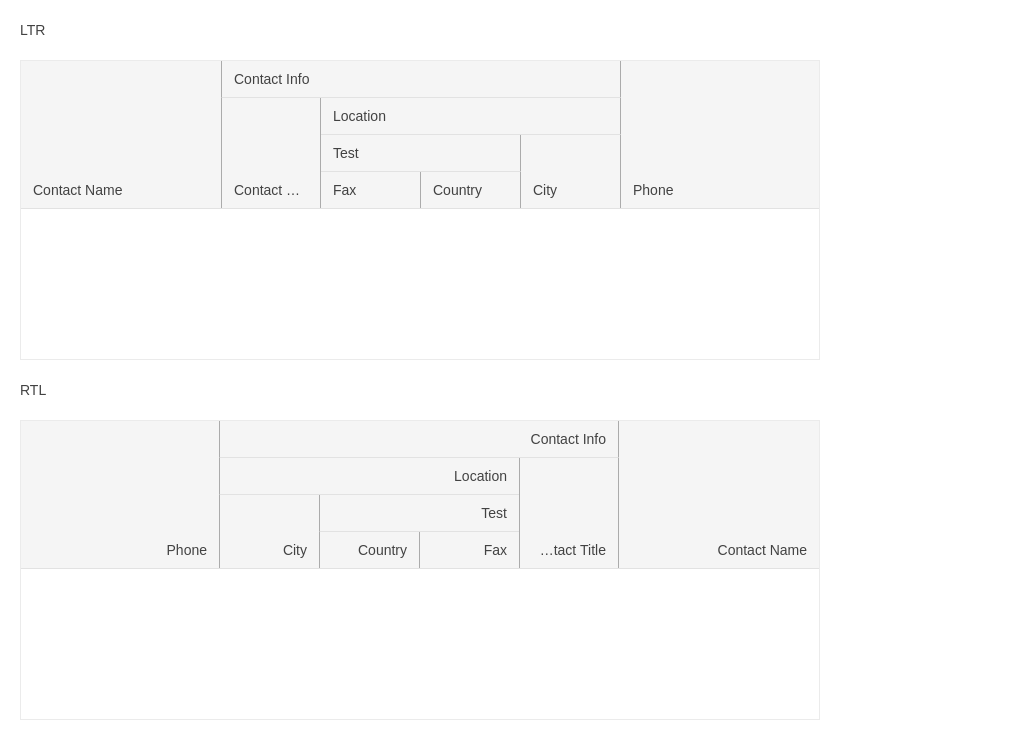 LTR
Contact Info
Location
Test
Contact Name Contact … Fax Country City Phone
RTL
Contact Info
Location
Test
Phone City Country Fax …tact Title Contact Name